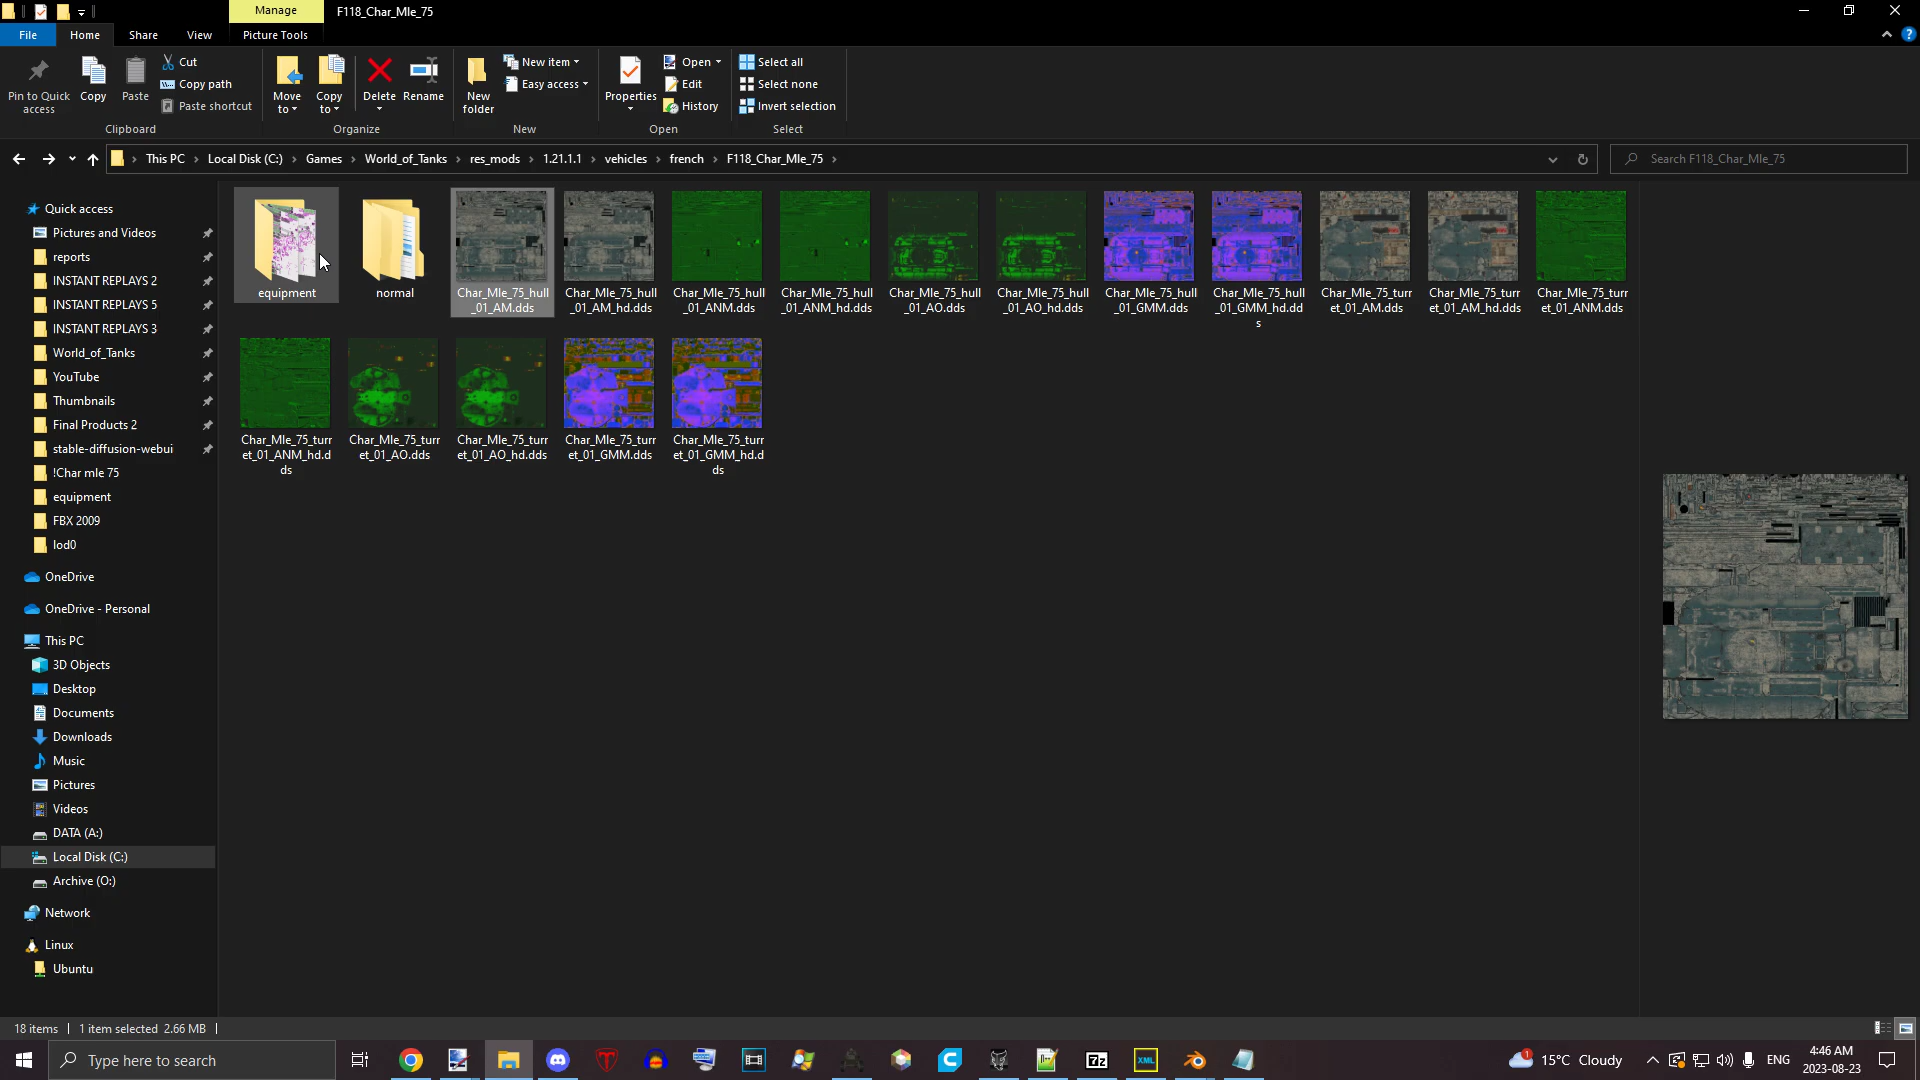 Manage
F118_Char_Mle_75
File
Home
Share
View
Picture Tools
Pin to Quick
access
Copy
Paste
Cut
Copy path
Paste shortcut
Clipboard
Move
to
Copy
to
Delete
Rename
Organize
New
folder
New item
Easy access
New
Properties
Open
Edit
History
Open
Select all
Select none
Invert selection
Select
This PC
Local Disk (C:)
Games
World_of_Tanks
res_mods
1.21.1.1
vehicles
french
F118_Char_Mle_75
Search F118_Char_Mle_75
Quick access
Pictures and Videos
reports
INSTANT REPLAYS 2
INSTANT REPLAYS 5
INSTANT REPLAYS 3
World_of_Tanks
YouTube
Thumbnails
Final Products 2
stable-diffusion-webui
!Char mle 75
equipment
FBX 2009
lod0
OneDrive
OneDrive - Personal
This PC
3D Objects
Desktop
Documents
Downloads
Music
Pictures
Videos
DATA (A:)
Local Disk (C:)
Archive (O:)
Network
Linux
Ubuntu
equipment
normal
Char_Mle_75_hull
_01_AM.dds
Char_Mle_75_hull
_01_AM_hd.dds
Char_Mle_75_hull
_01_ANM.dds
Char_Mle_75_hull
_01_ANM_hd.dds
Char_Mle_75_hull
_01_AO.dds
Char_Mle_75_hull
_01_AO_hd.dds
Char_Mle_75_hull
_01_GMM.dds
Char_Mle_75_hull
_01_GMM_hd.dd
s
Char_Mle_75_turr
et_01_AM.dds
Char_Mle_75_turr
et_01_AM_hd.dds
Char_Mle_75_turr
et_01_ANM.dds
Char_Mle_75_turr
et_01_ANM_hd.d
ds
Char_Mle_75_turr
et_01_AO.dds
Char_Mle_75_turr
et_01_AO_hd.dds
Char_Mle_75_turr
et_01_GMM.dds
Char_Mle_75_turr
et_01_GMM_hd.d
ds
18 items
1 item selected 2.66 MB
Type here to search
7z
XML
1
15°C Cloudy
ENG
4:46 AM
2023-08-23